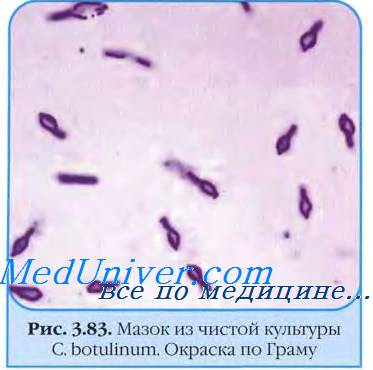 MedUniver.com
все по медицине...
Рис. 3.83. Мазок из чистой культуры
C. botulinum. Окраска по Граму